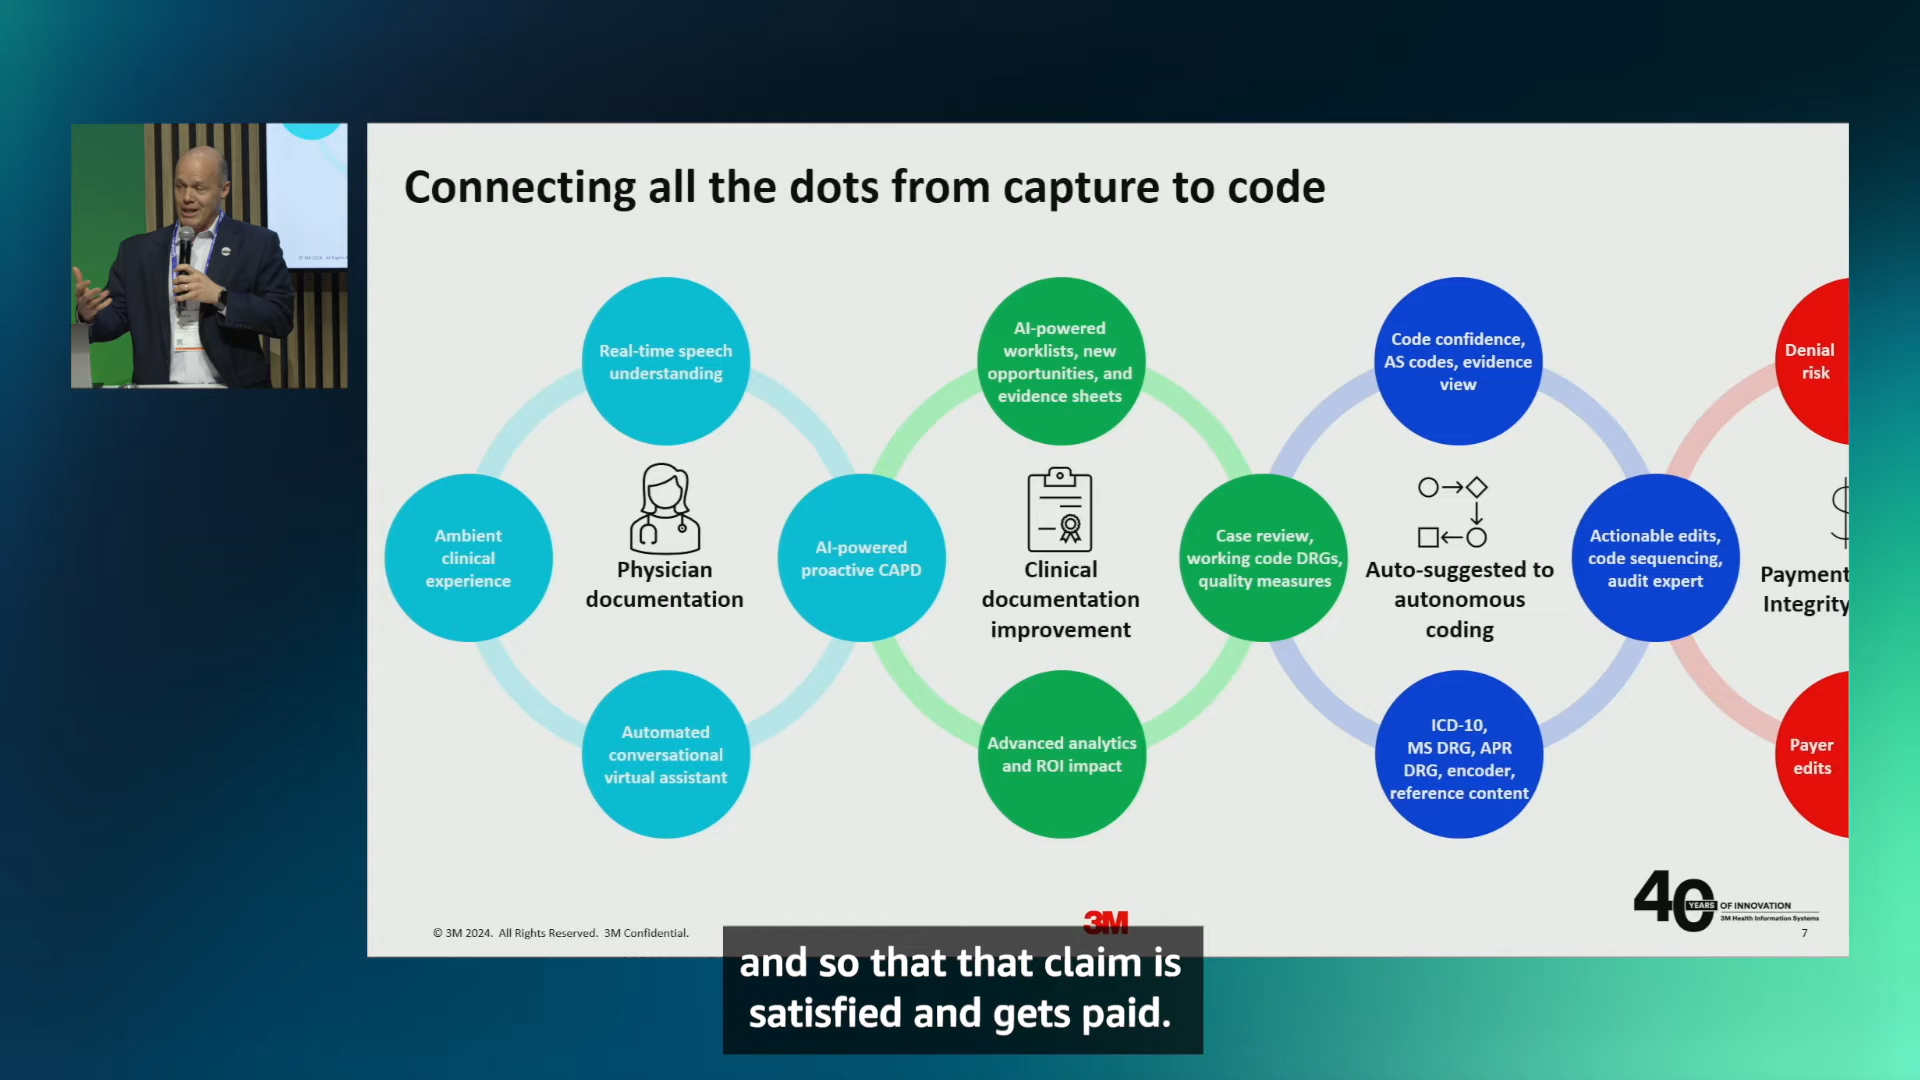 Connecting all the dots from capture to code
Real-time speech
understanding
AI-powered
worklists, new
opportunities, and
evidence sheets
Code confidence,
AS codes, evidence
view
Denial
risk
Ambient
clinical
experience
Physician
documentation
AI-powered
proactive CAPD
Clinical
documentation
improvement
Case review,
working code DRGs,
quality measures
Auto-suggested to
autonomous
coding
Actionable edits,
code sequencing,
audit expert
Payment
Integrity
Automated
conversational
virtual assistant
Advanced analytics
and ROI impact
ICD-10,
MS DRG, APR
DRG, encoder,
reference content
Payer
edits
40 YEARS OF INNOVATION
3M Health Information Systems
© 3M 2024. All Rights Reserved. 3M Confidential.
3M
7
and so that that claim is
satisfied and gets paid.